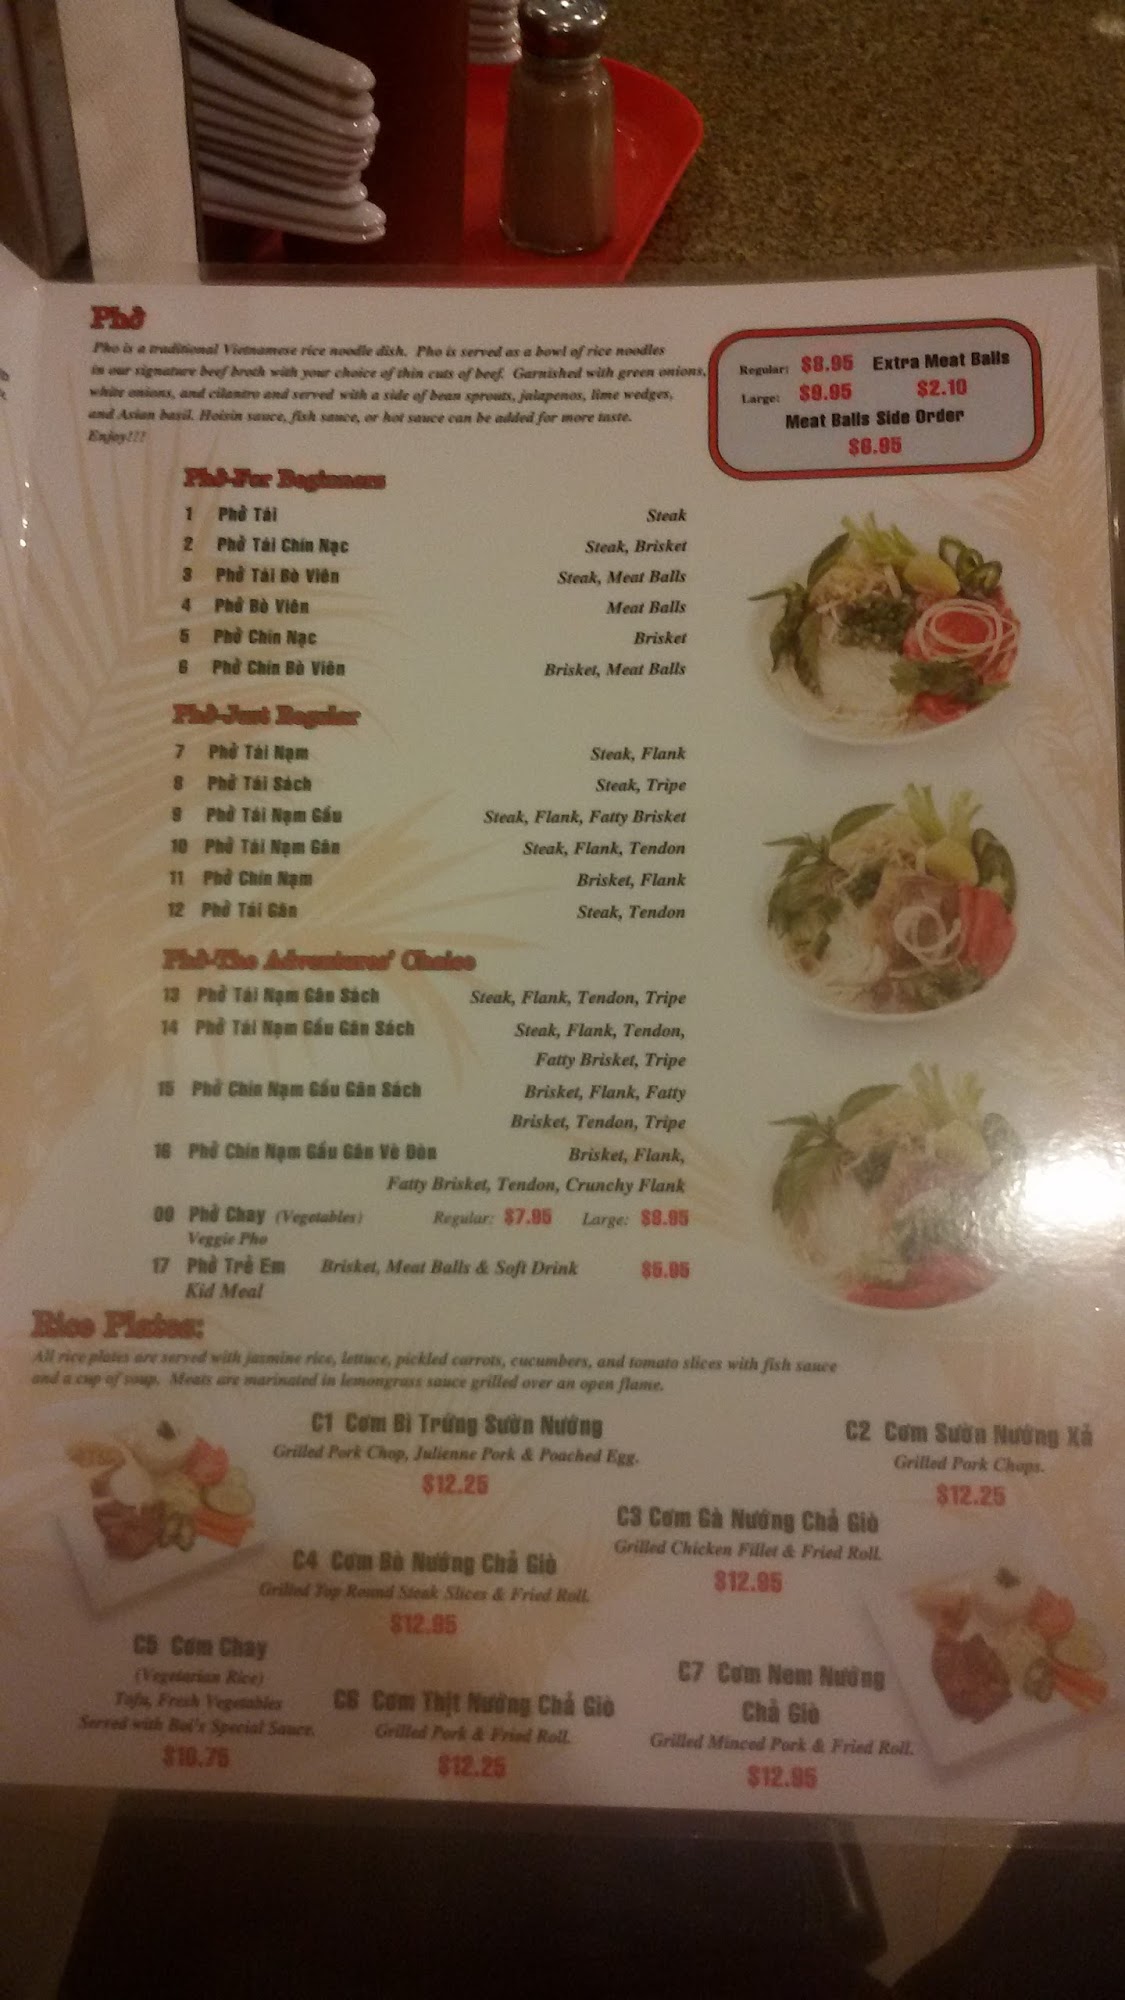 Phở
Pho is a traditional Vietnamese rice noodle dish. Pho is served as a bowl of rice noodles
in our signature beef broth with your choice of thin cuts of beef. Garnished with green onions,
white onions, and cilantro and served with a side of bean sprouts, jalapenos, lime wedges,
and Asian basil. Hoisin sauce, fish sauce, or hot sauce can be added for more taste.
Enjoy!!!
Regular: $8.95 Extra Meat Balls
Large: $9.95 $2.10
Meat Balls Side Order
$6.95
Phở-For Beginners
1 Phở Tái Steak
2 Phở Tái Chín Nạc Steak, Brisket
3 Phở Tái Bò Viên Steak, Meat Balls
4 Phở Bò Viên Meat Balls
5 Phở Chín Nạc Brisket
6 Phở Chín Bò Viên Brisket, Meat Balls
Phở-Just Regular
7 Phở Tái Nạm Steak, Flank
8 Phở Tái Sách Steak, Tripe
9 Phở Tái Nạm Gầu Steak, Flank, Fatty Brisket
10 Phở Tái Nạm Gân Steak, Flank, Tendon
11 Phở Chín Nạm Brisket, Flank
12 Phở Tái Gân Steak, Tendon
Phở-The Adventures' Choice
13 Phở Tái Nạm Gân Sách Steak, Flank, Tendon, Tripe
14 Phở Tái Nạm Gầu Gân Sách Steak, Flank, Tendon,
Fatty Brisket, Tripe
15 Phở Chín Nạm Gầu Gân Sách Brisket, Flank, Fatty
Brisket, Tendon, Tripe
16 Phở Chín Nạm Gầu Gân Vè Dòn Brisket, Flank,
Fatty Brisket, Tendon, Crunchy Flank
00 Phở Chay (Vegetables) Regular: $7.95 Large: $8.95
Veggie Pho
17 Phở Trẻ Em Brisket, Meat Balls & Soft Drink $5.95
Kid Meal
Rice Plates:
All rice plates are served with jasmine rice, lettuce, pickled carrots, cucumbers, and tomato slices with fish sauce
and a cup of soup. Meats are marinated in lemongrass sauce grilled over an open flame.
C1 Cơm Bì Trứng Sườn Nướng
Grilled Pork Chop, Julienne Pork & Poached Egg.
$12.25
C2 Cơm Sườn Nướng Xả
Grilled Pork Chops.
$12.25
C3 Cơm Gà Nướng Chả Giò
Grilled Chicken Fillet & Fried Roll.
$12.95
C4 Cơm Bò Nướng Chả Giò
Grilled Top Round Steak Slices & Fried Roll.
$12.95
C5 Cơm Chay
(Vegetarian Rice)
Tofu, Fresh Vegetables
Served with Boi's Special Sauce.
$10.75
C6 Cơm Thịt Nướng Chả Giò
Grilled Pork & Fried Roll.
$12.25
C7 Cơm Nem Nướng
Chả Giò
Grilled Minced Pork & Fried Roll.
$12.95